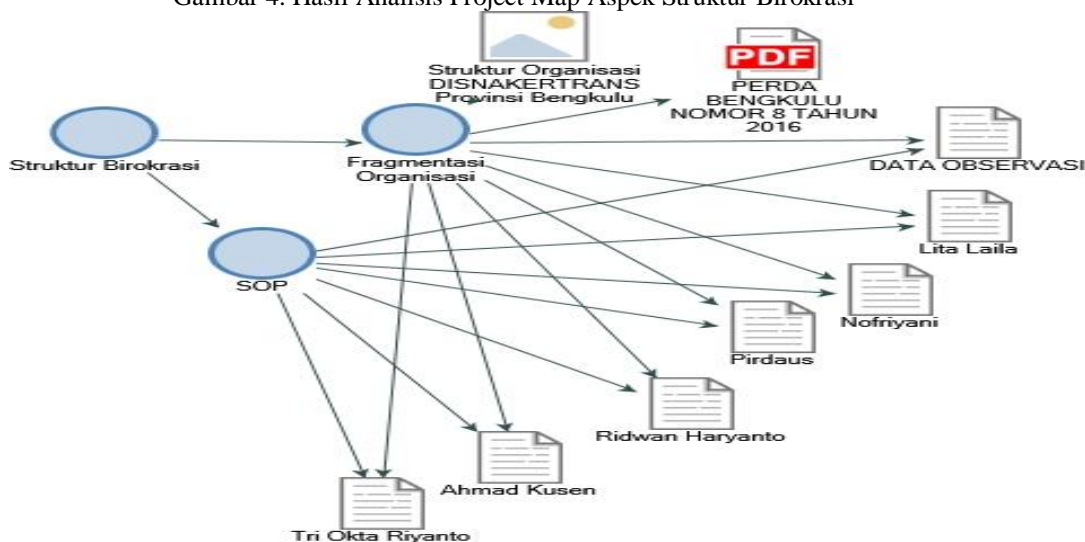 Gambar 4. Hasil Analisis Project Map Aspek Struktur Birokrasi
Struktur Organisasi
DISNAKERTRANS
Provinsi Bengkulu
PDF
PERDA
BENGKULU
NOMOR 8 TAHUN
2016
Struktur Birokrasi
Fragmentasi
Organisasi
DATA OBSERVASI
Lita Laila
SOP
Nofriyani
Pirdaus
Ridwan Haryanto
Ahmad Kusen
Tri Okta Riyanto